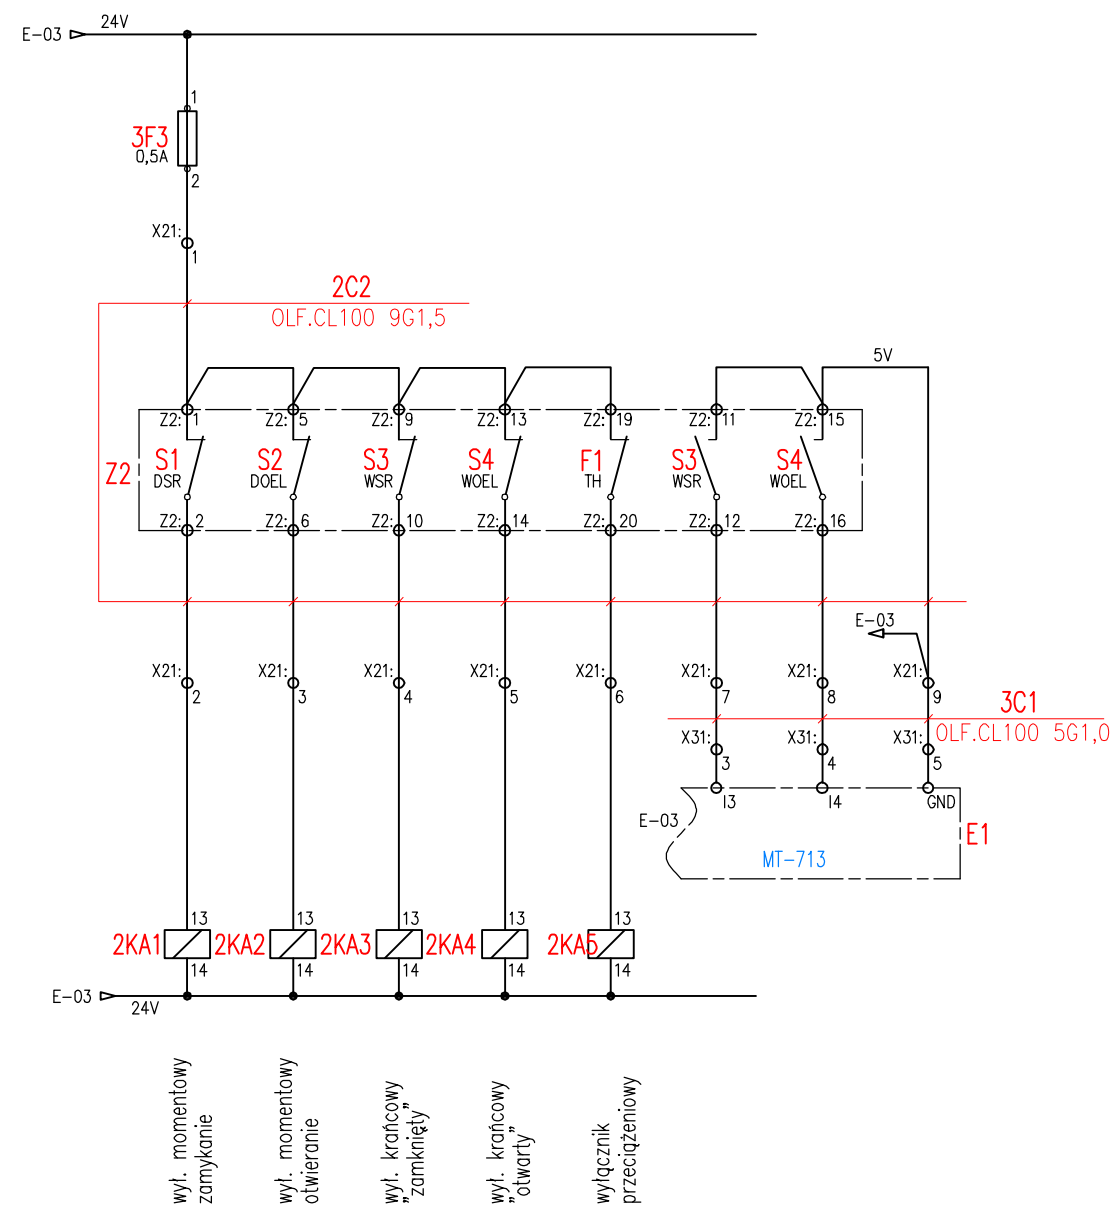 24V
E-03
1
3F3
0,5A
2
X21:
1
2C2
OLF.CL100 9G1,5
5V
Z2: 1 Z2: 5 Z2: 9 Z2: 13 Z2: 19 Z2: 11 Z2: 15
Z2
S1 S2 S3 S4 F1 S3 S4
DSR DOEL WSR WOEL TH WSR WOEL
Z2: 2 Z2: 6 Z2: 10 Z2: 14 Z2: 20 Z2: 12 Z2: 16
E-03
X21: X21: X21: X21: X21: X21: X21: X21:
2 3 4 5 6 7 8 9
3C1
OLF.CL100 5G1,0
X31: X31: X31:
3 4 5
I3 I4 GND
E-03
E1
MT-713
13 13 13 13 13
2KA1 2KA2 2KA3 2KA4 2KA5
14 14 14 14 14
E-03
24V
wył. momentowy
zamykanie
wył. momentowy
otwieranie
wył. krańcowy
„zamknięty”
wył. krańcowy
„otwarty”
wyłącznik
przeciążeniowy